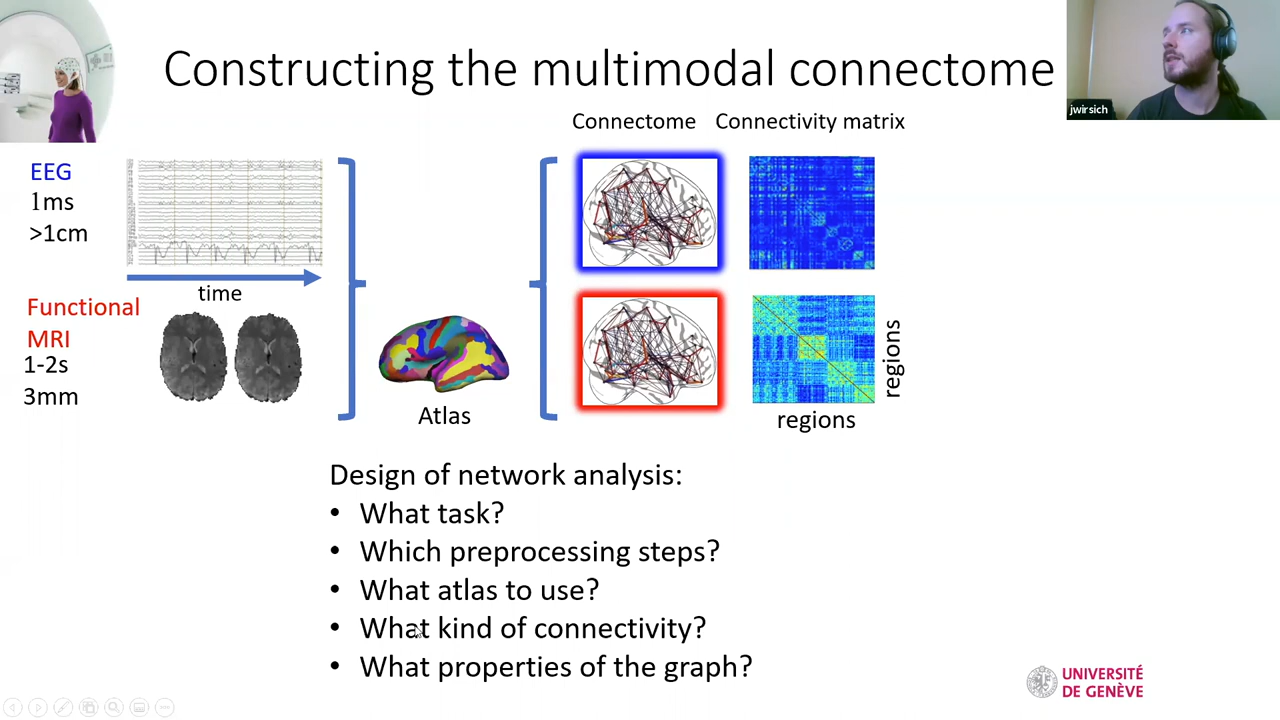 Constructing the multimodal connectome
jwirsich
Connectome
Connectivity matrix
EEG
1ms
>1cm
time
Functional
MRI
1-2s
3mm
Atlas
regions
regions
Design of network analysis:
• What task?
• Which preprocessing steps?
• What atlas to use?
• What kind of connectivity?
• What properties of the graph?
UNIVERSITÉ
DE GENÈVE